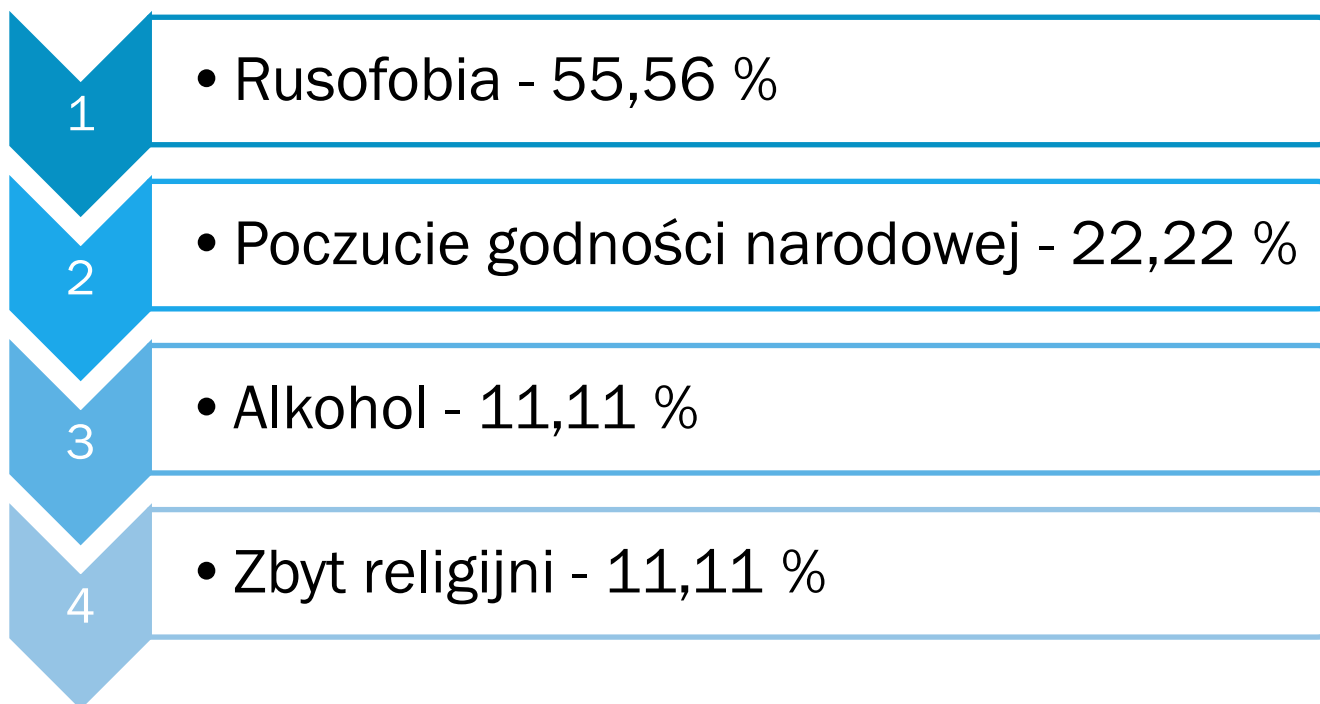 1
• Rusofobia - 55,56 %
2
• Poczucie godności narodowej - 22,22 %
3
• Alkohol - 11,11 %
4
• Zbyt religijni - 11,11 %